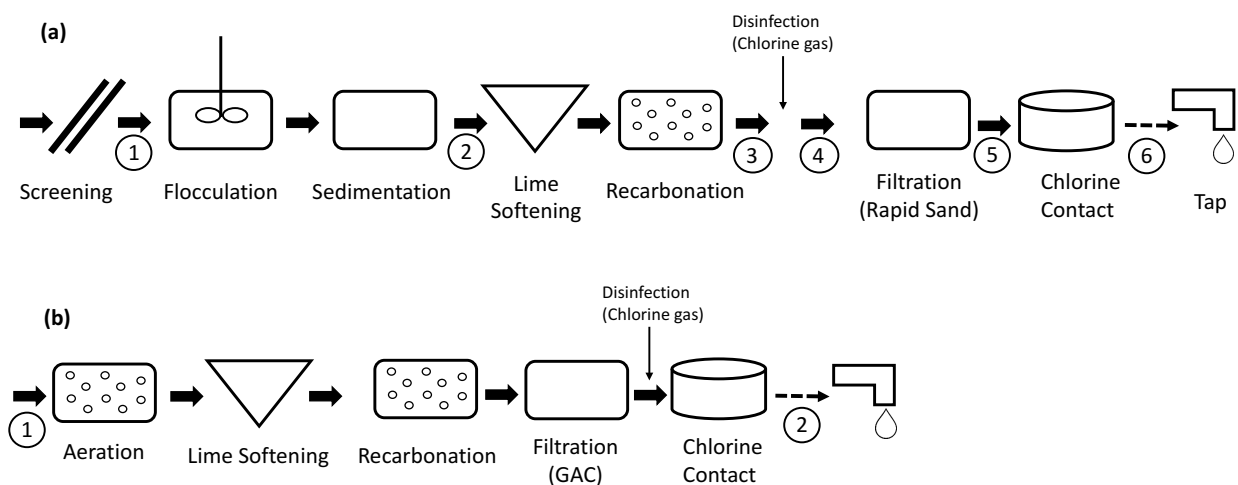 (a)
Disinfection
(Chlorine gas)
1
2
3
4
5
6
Screening
Flocculation
Sedimentation
Lime
Softening
Recarbonation
Filtration
(Rapid Sand)
Chlorine
Contact
Tap
(b)
Disinfection
(Chlorine gas)
1
2
Aeration
Lime Softening
Recarbonation
Filtration
(GAC)
Chlorine
Contact